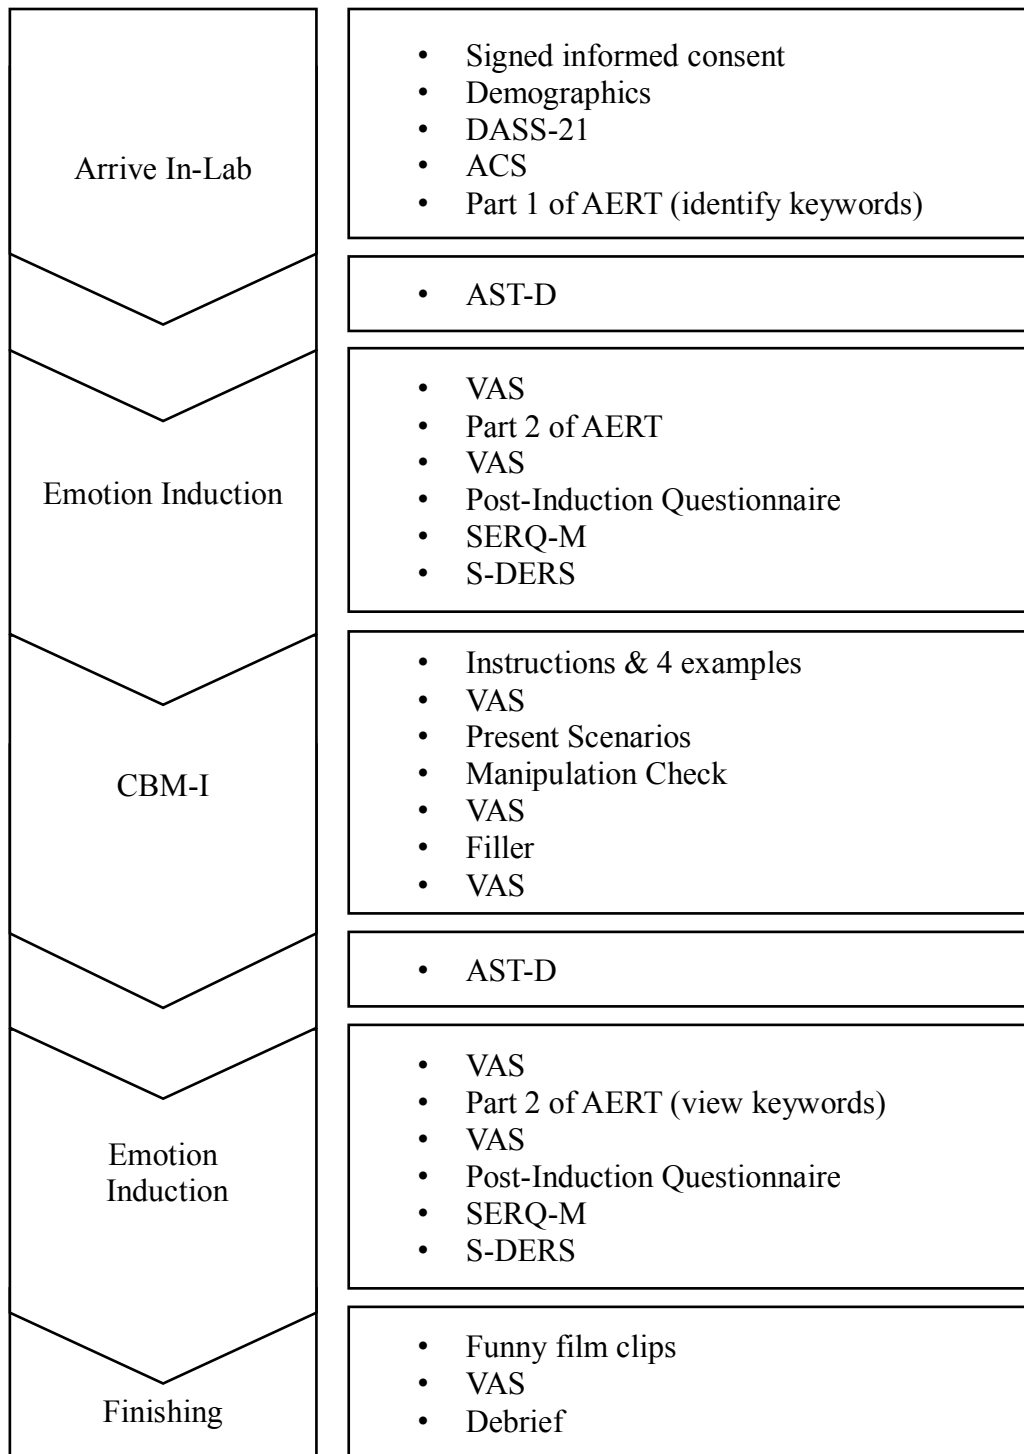 Arrive In-Lab
• Signed informed consent
• Demographics
• DASS-21
• ACS
• Part 1 of AERT (identify keywords)
• AST-D
Emotion Induction
• VAS
• Part 2 of AERT
• VAS
• Post-Induction Questionnaire
• SERQ-M
• S-DERS
CBM-I
• Instructions & 4 examples
• VAS
• Present Scenarios
• Manipulation Check
• VAS
• Filler
• VAS
• AST-D
Emotion
Induction
• VAS
• Part 2 of AERT (view keywords)
• VAS
• Post-Induction Questionnaire
• SERQ-M
• S-DERS
Finishing
• Funny film clips
• VAS
• Debrief